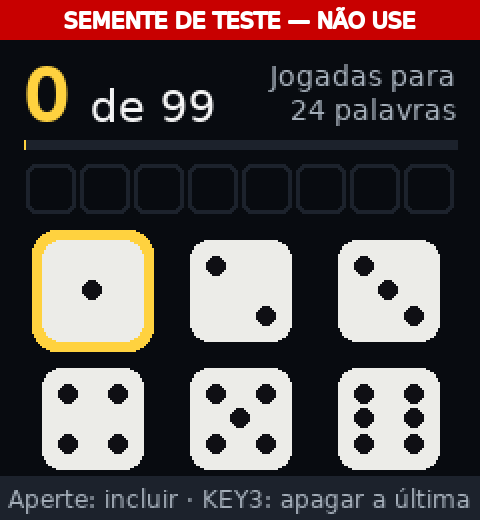 SEMENTE DE TESTE — NÃO USE
0 de 99
Jogadas para
24 palavras
Aperte: incluir · KEY3: apagar a última